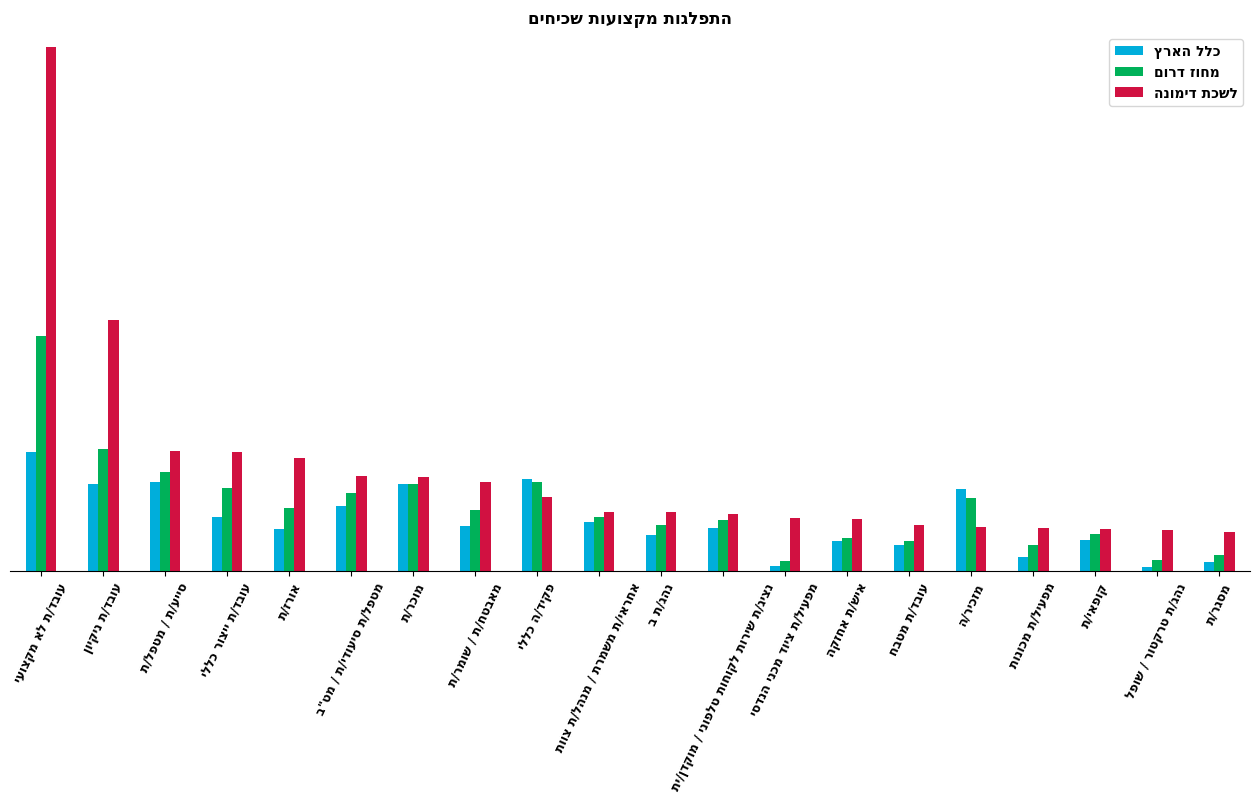 התפלגות מקצועות שכיחים
כלל הארץ
מחוז דרום
לשכת דימונה
עובד/ת לא מקצועי
עובד/ת ניקיון
סייע/ת / מטפל/ת
עובד/ת ייצור כללי
אורז/ת
מטפל/ת סיעודי/ת / מט"ב
מוכר/ת
מאבטח/ת / שומר/ת
פקיד/ה כללי
אחראי/ת משמרת / מנהל/ת צוות
נהג/ת ב
נציג/ת שירות לקוחות טלפוני / מוקדן/ית
מפעיל/ת ציוד מכני הנדסי
איש/ת אחזקה
עובד/ת מטבח
מזכיר/ה
מפעיל/ת מכונות
קופאי/ת
נהג/ת טרקטור / שופל
מסגר/ת